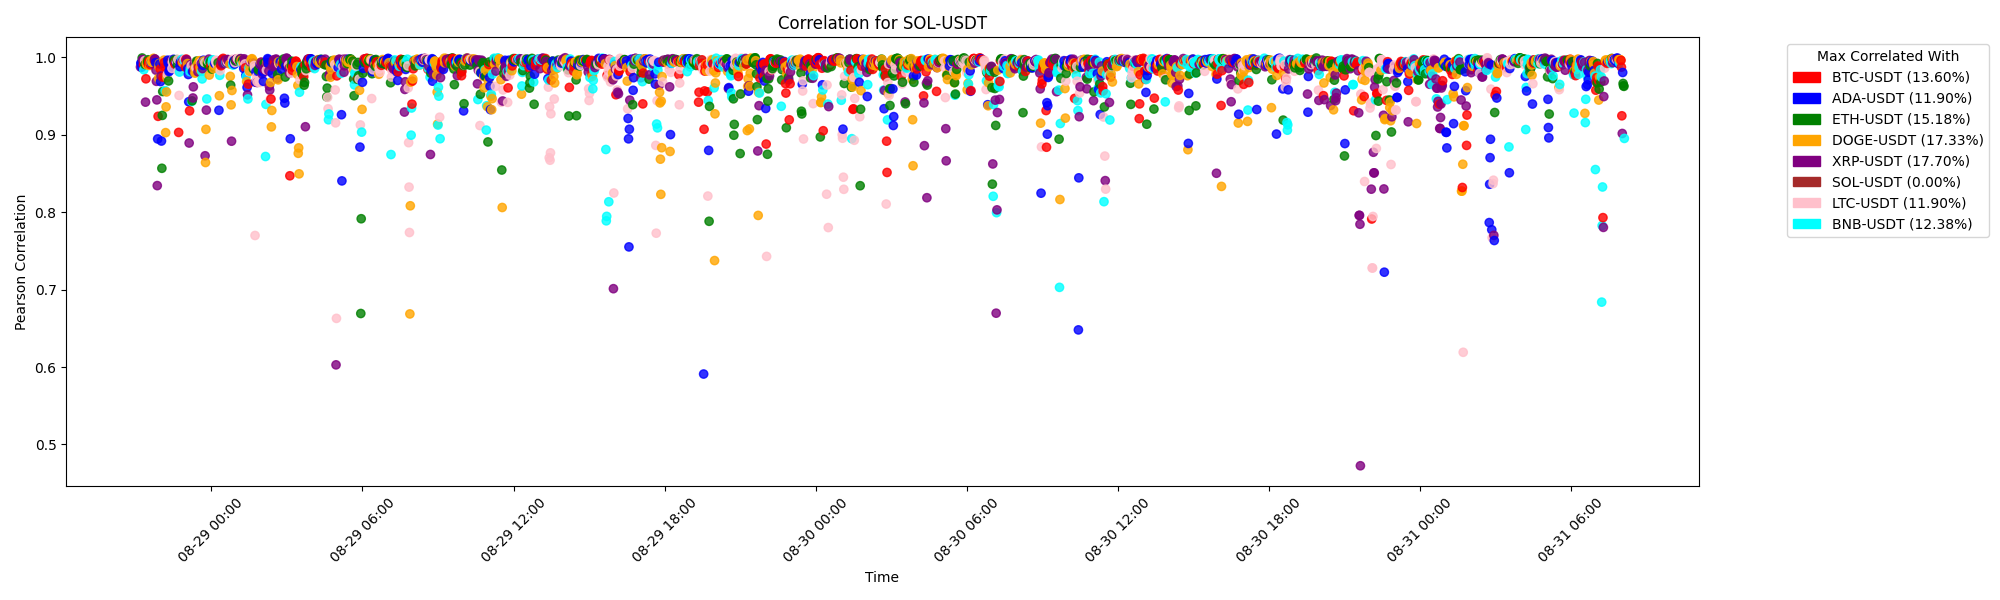 Correlation for SOL-USDT
Pearson Correlation
1.0
0.9
0.8
0.7
0.6
0.5
08-29 00:00
08-29 06:00
08-29 12:00
08-29 18:00
08-30 00:00
08-30 06:00
08-30 12:00
08-30 18:00
08-31 00:00
08-31 06:00
Time
Max Correlated With
BTC-USDT (13.60%)
ADA-USDT (11.90%)
ETH-USDT (15.18%)
DOGE-USDT (17.33%)
XRP-USDT (17.70%)
SOL-USDT (0.00%)
LTC-USDT (11.90%)
BNB-USDT (12.38%)